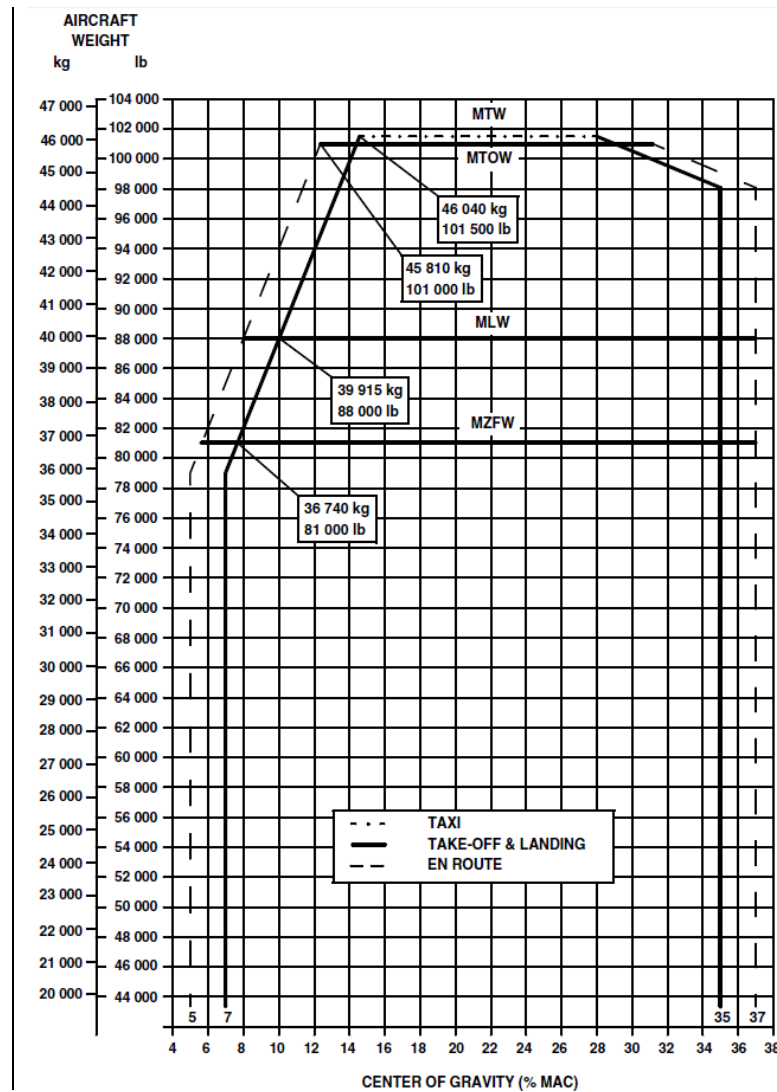 AIRCRAFT
WEIGHT
kg lb
47 000
46 000
45 000
44 000
43 000
42 000
41 000
40 000
39 000
38 000
37 000
36 000
35 000
34 000
33 000
32 000
31 000
30 000
29 000
28 000
27 000
26 000
25 000
24 000
23 000
22 000
21 000
20 000
104 000
102 000
100 000
98 000
96 000
94 000
92 000
90 000
88 000
86 000
84 000
82 000
80 000
78 000
76 000
74 000
72 000
70 000
68 000
66 000
64 000
62 000
60 000
58 000
56 000
54 000
52 000
50 000
48 000
46 000
44 000
MTW
MTOW
46 040 kg
101 500 lb
45 810 kg
101 000 lb
MLW
39 915 kg
88 000 lb
MZFW
36 740 kg
81 000 lb
TAXI
TAKE-OFF & LANDING
EN ROUTE
5 7 35 37
4 6 8 10 12 14 16 18 20 22 24 26 28 30 32 34 36 38
CENTER OF GRAVITY (% MAC)